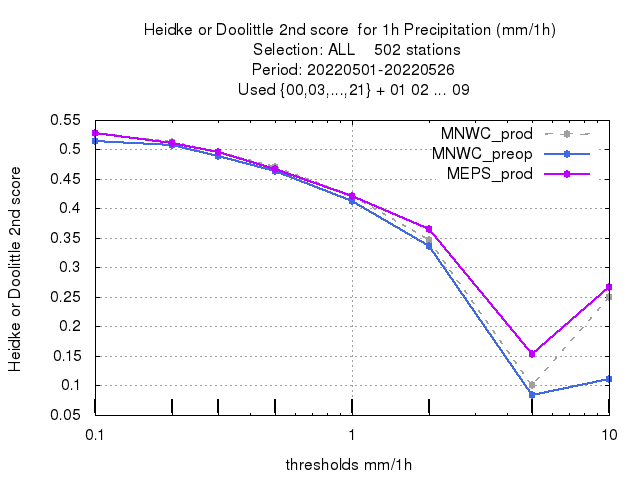 Heidke or Doolittle 2nd score  for 1h Precipitation (mm/1h)
Selection: ALL    502 stations
Period: 20220501-20220526
Used {00,03,...,21} + 01 02 ... 09
MNWC_prod
MNWC_preop
MEPS_prod
Heidke or Doolittle 2nd score
0.55
0.5
0.45
0.4
0.35
0.3
0.25
0.2
0.15
0.1
0.05
0.1 1 10
thresholds mm/1h